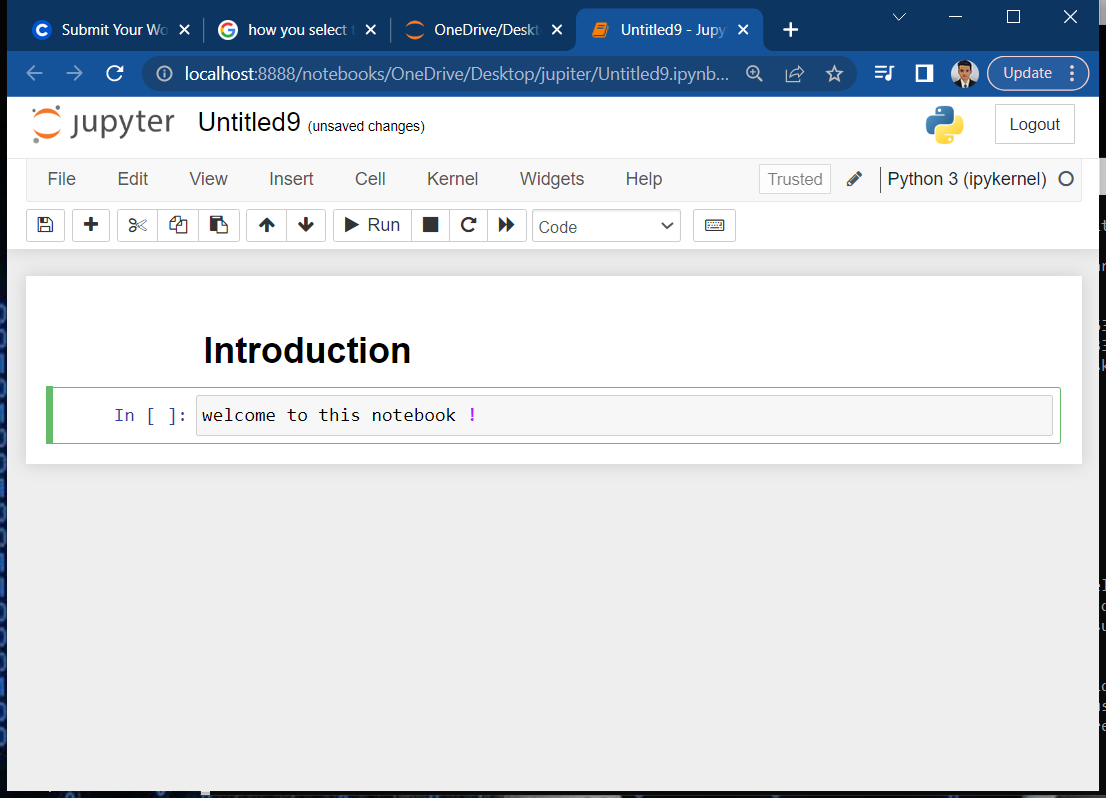 Submit Your Wo
how you select t
OneDrive/Deskt
Untitled9 - Jupy
localhost:8888/notebooks/OneDrive/Desktop/jupiter/Untitled9.ipynb...
Update
jupyter Untitled9 (unsaved changes)
Logout
File Edit View Insert Cell Kernel Widgets Help
Trusted
Python 3 (ipykernel)
Run
Code
Introduction
In [ ]: welcome to this notebook !